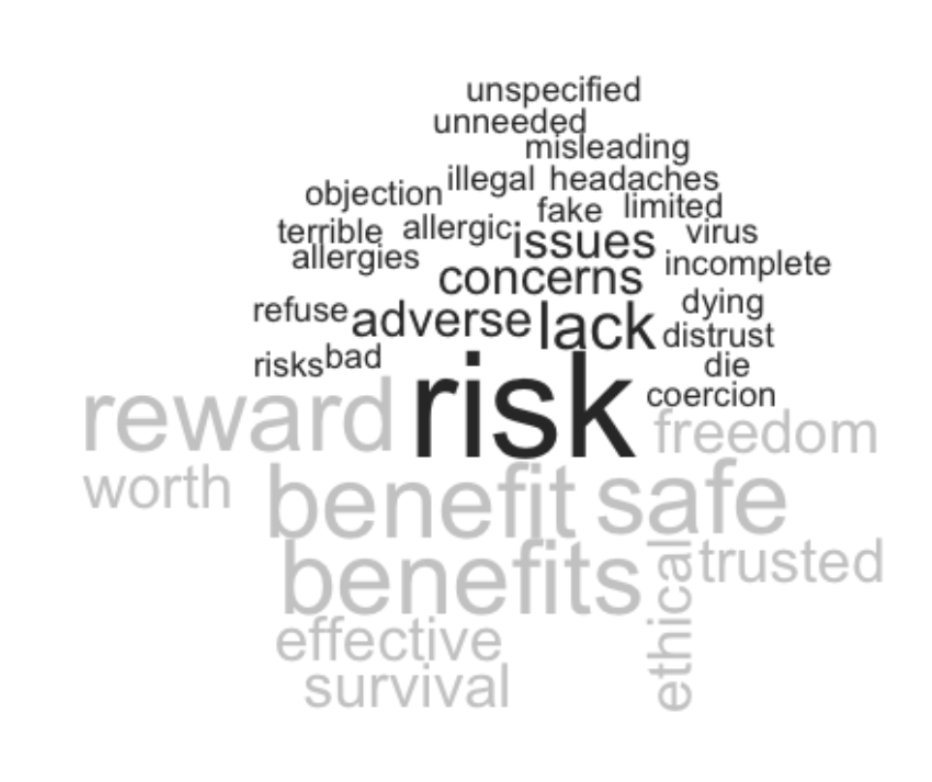 unspecified
unneeded
misleading
illegal headaches
objection
fake limited
terrible allergic issues virus
allergies concerns incomplete
refuse adverse lack dying
distrust
risks bad die
reward risk coercion
freedom
worth benefit safe
benefits ethical trusted
effective
survival